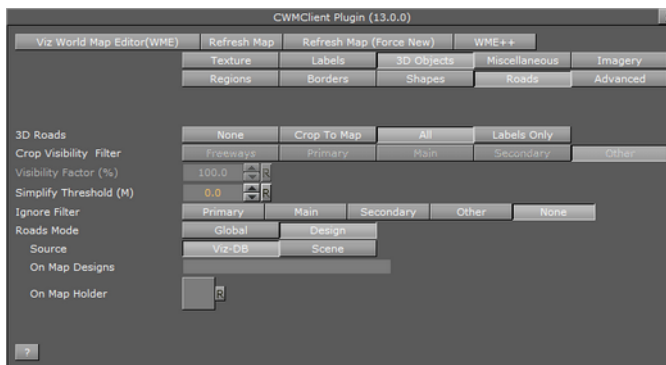 CWMClient Plugin (13.0.0)
Viz World Map Editor(WME) Refresh Map Refresh Map (Force New) WME++
Texture Labels 3D Objects Miscellaneous Imagery
Regions Borders Shapes Roads Advanced
3D Roads None Crop To Map All Labels Only
Crop Visibility Filter Freeways Primary Main Secondary Other
Visibility Factor (%) 100.0 R
Simplify Threshold (M) 0.0 R
Ignore Filter Primary Main Secondary Other None
Roads Mode Global Design
Source Viz-DB Scene
On Map Designs
On Map Holder R
?